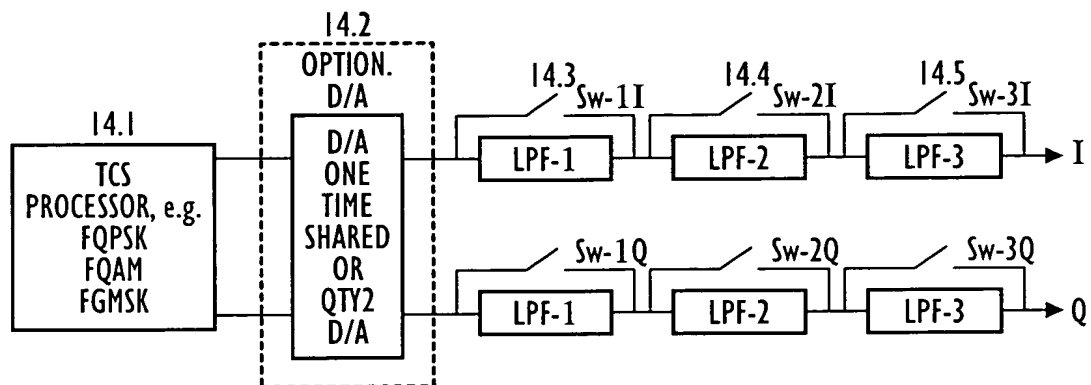 14.2
OPTION.
D/A
14.1
TCS
PROCESSOR, e.g.
FQPSK
FQAM
FGMSK
D/A
ONE
TIME
SHARED
OR
QTY2
D/A
14.3
Sw-1I
14.4
Sw-2I
14.5
Sw-3I
LPF-1
LPF-2
LPF-3
I
Sw-1Q
Sw-2Q
Sw-3Q
LPF-1
LPF-2
LPF-3
Q